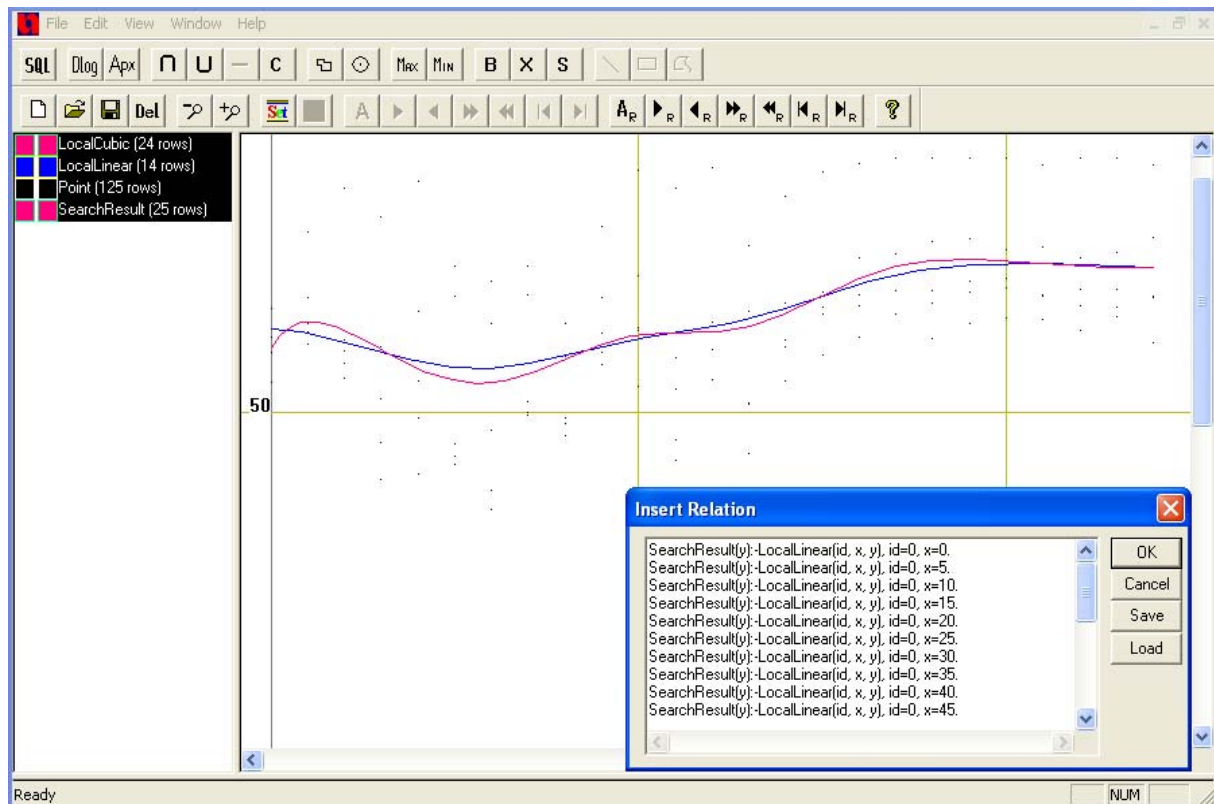 File Edit View Window Help
SQL Dlog Apx C MAX MIN B X S
Del Set A AR R R R R R R ?
LocalCubic (24 rows)
LocalLinear (14 rows)
Point (125 rows)
SearchResult (25 rows)
50
Insert Relation
SearchResult(y):-LocalLinear(id, x, y), id=0, x=0.
SearchResult(y):-LocalLinear(id, x, y), id=0, x=5.
SearchResult(y):-LocalLinear(id, x, y), id=0, x=10.
SearchResult(y):-LocalLinear(id, x, y), id=0, x=15.
SearchResult(y):-LocalLinear(id, x, y), id=0, x=20.
SearchResult(y):-LocalLinear(id, x, y), id=0, x=25.
SearchResult(y):-LocalLinear(id, x, y), id=0, x=30.
SearchResult(y):-LocalLinear(id, x, y), id=0, x=35.
SearchResult(y):-LocalLinear(id, x, y), id=0, x=40.
SearchResult(y):-LocalLinear(id, x, y), id=0, x=45.
OK
Cancel
Save
Load
Ready
NUM